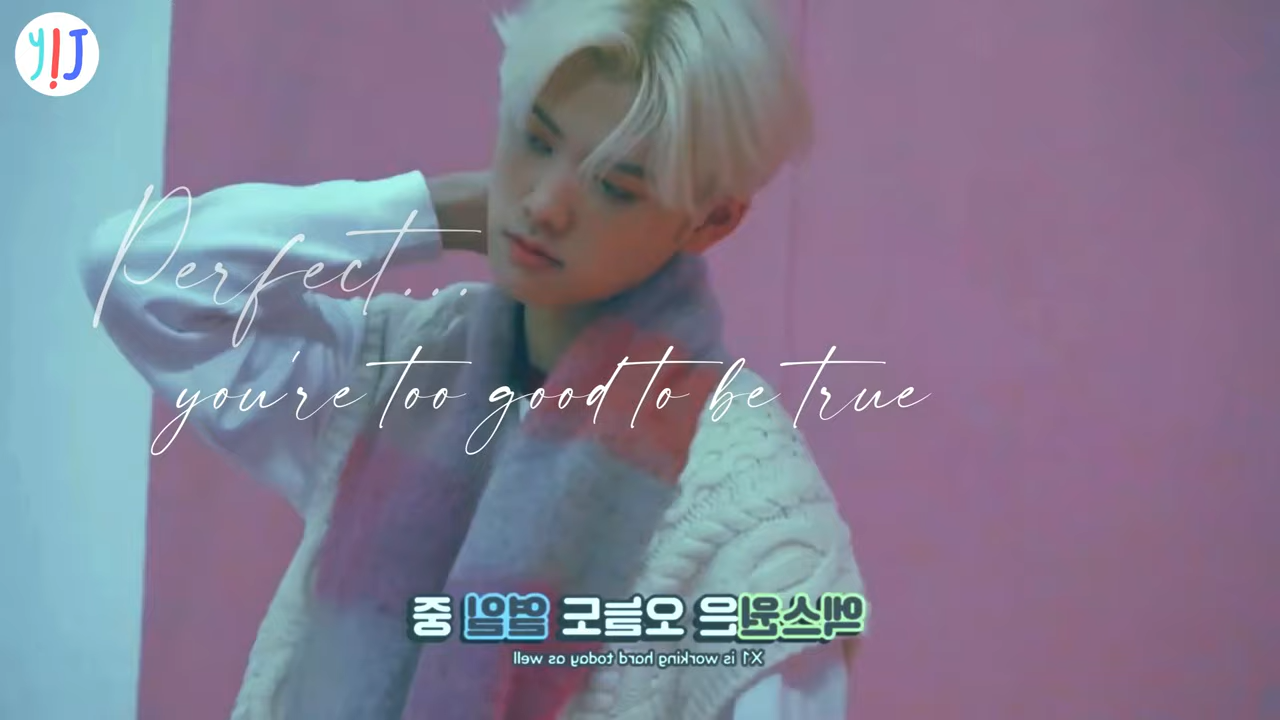 Y!J
Perfect...
you're too good to be true
엑스원은 오늘도 열일 중
X1 is working hard today as well